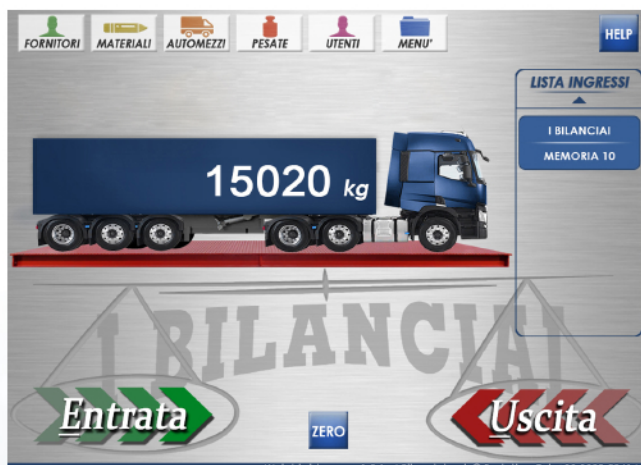 FORNITORI MATERIALI AUTOMEZZI PESATE UTENTI MENU' HELP
LISTA INGRESSI
I BILANCIAI
MEMORIA 10
15020 kg
I BILANCIAI
Entrata
ZERO
Uscita